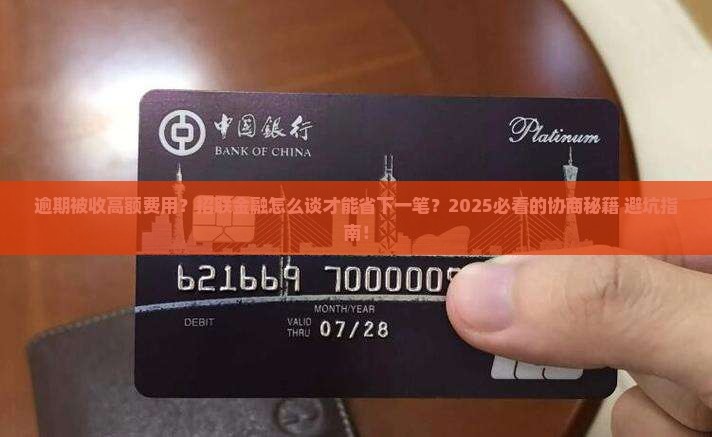 中国銀行
BANK OF CHINA
Platinum
逾期被收高额费用？招联金融怎么谈才能省下一笔？2025必看的协商秘籍 避坑指
南！
621669 7000009
MONTH/YEAR
DEBIT
VALID
THRU
07/28